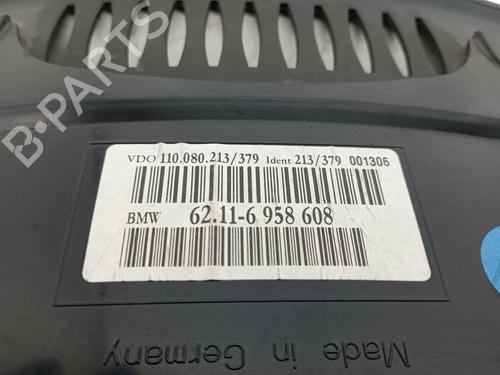 B-PARTS
VDO 110.080.213/379 Ident 213/379 001306
BMW 62.11-6 958 608
Made in Germany